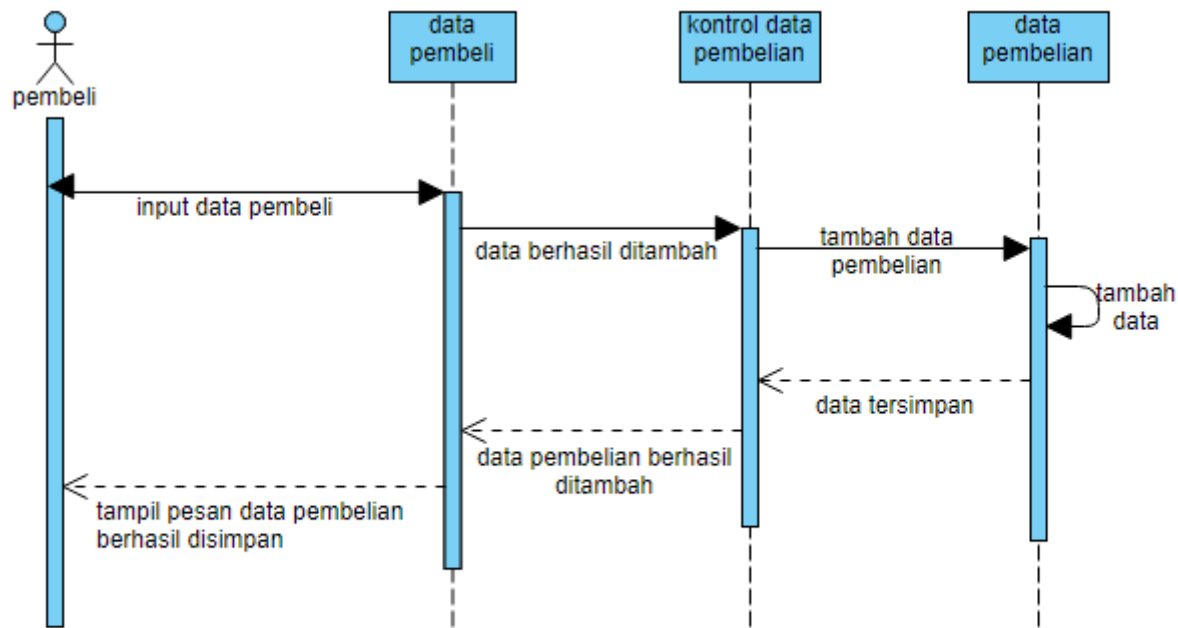 pembeli
data
pembeli
kontrol data
pembelian
data
pembelian
input data pembeli
data berhasil ditambah
tambah data
pembelian
tambah
data
data tersimpan
data pembelian berhasil
ditambah
tampil pesan data pembelian
berhasil disimpan